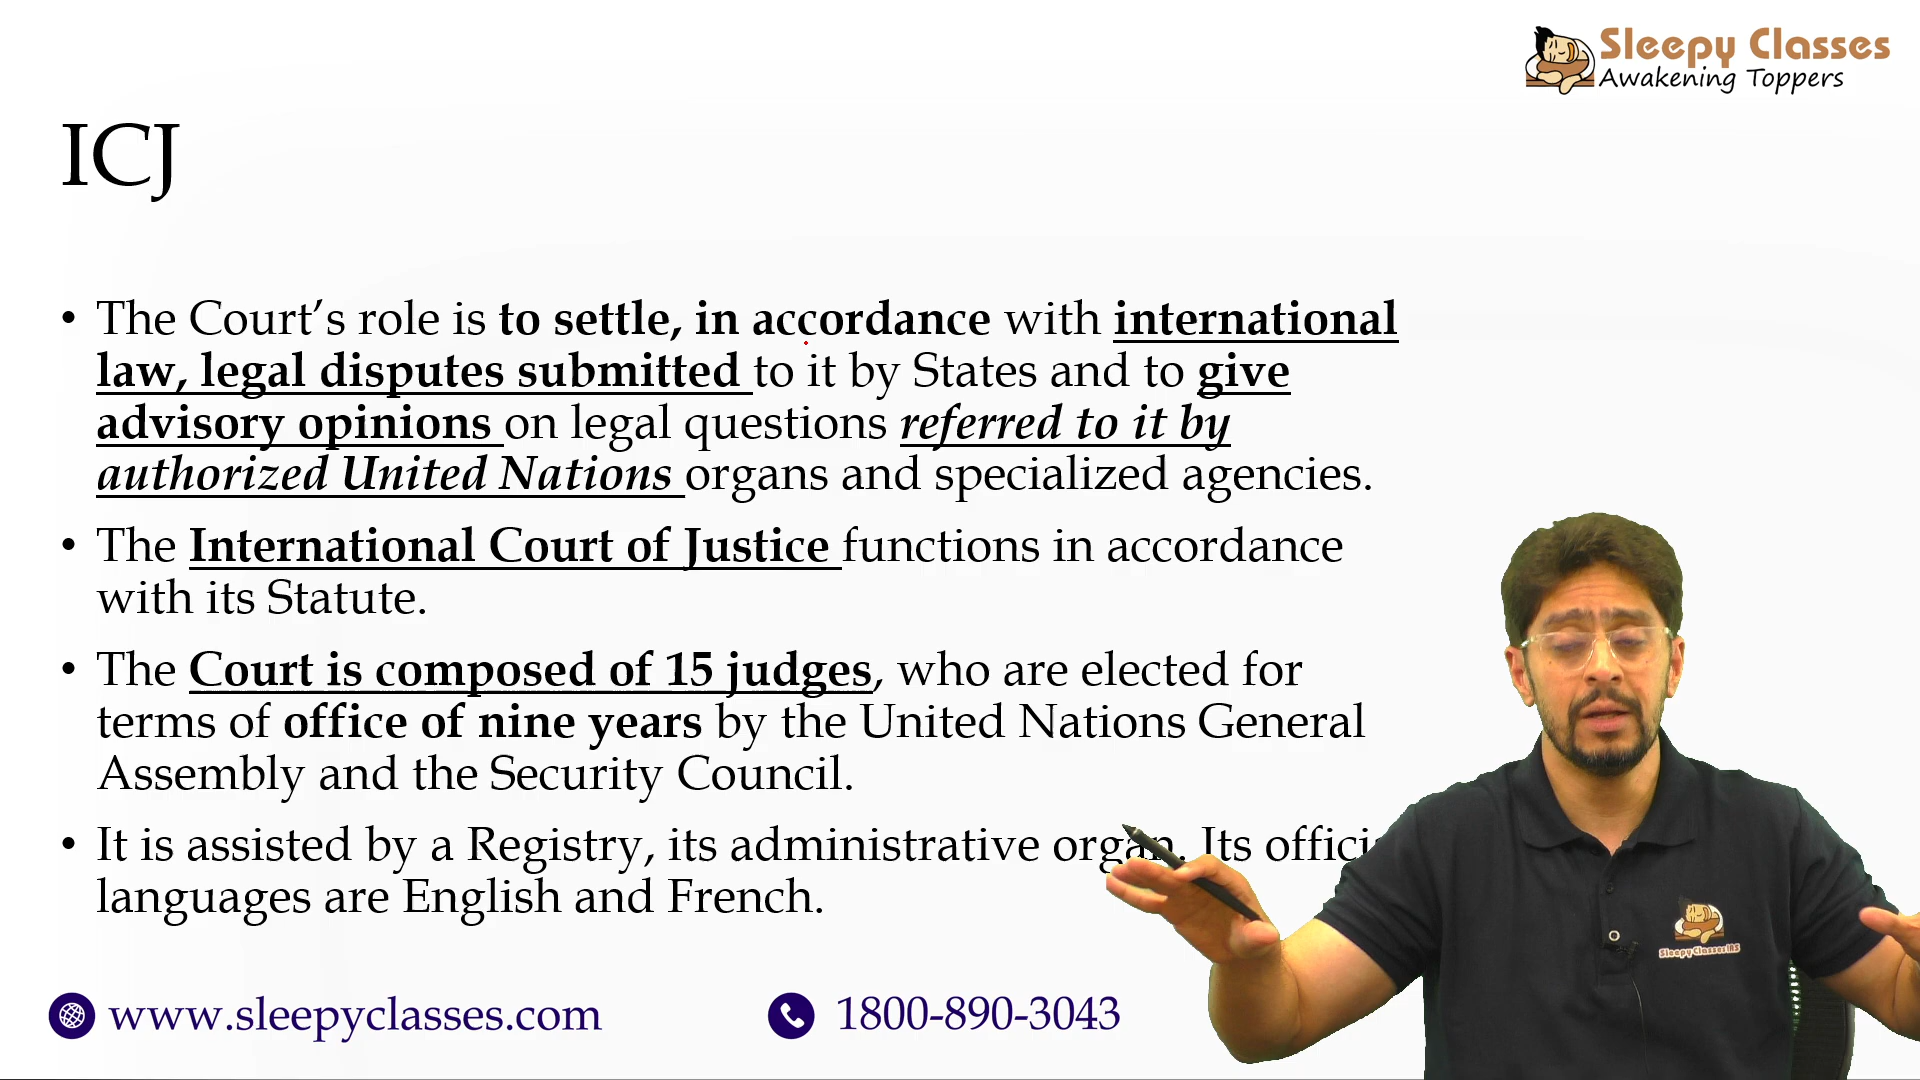 Sleepy Classes
Awakening Toppers
ICJ
• The Court’s role is to settle, in accordance with international
law, legal disputes submitted to it by States and to give
advisory opinions on legal questions referred to it by
authorized United Nations organs and specialized agencies.
• The International Court of Justice functions in accordance
with its Statute.
• The Court is composed of 15 judges, who are elected for
terms of office of nine years by the United Nations General
Assembly and the Security Council.
• It is assisted by a Registry, its administrative organ. Its
languages are English and French.
Sleepy Classes IAS
www.sleepyclasses.com
1800-890-3043